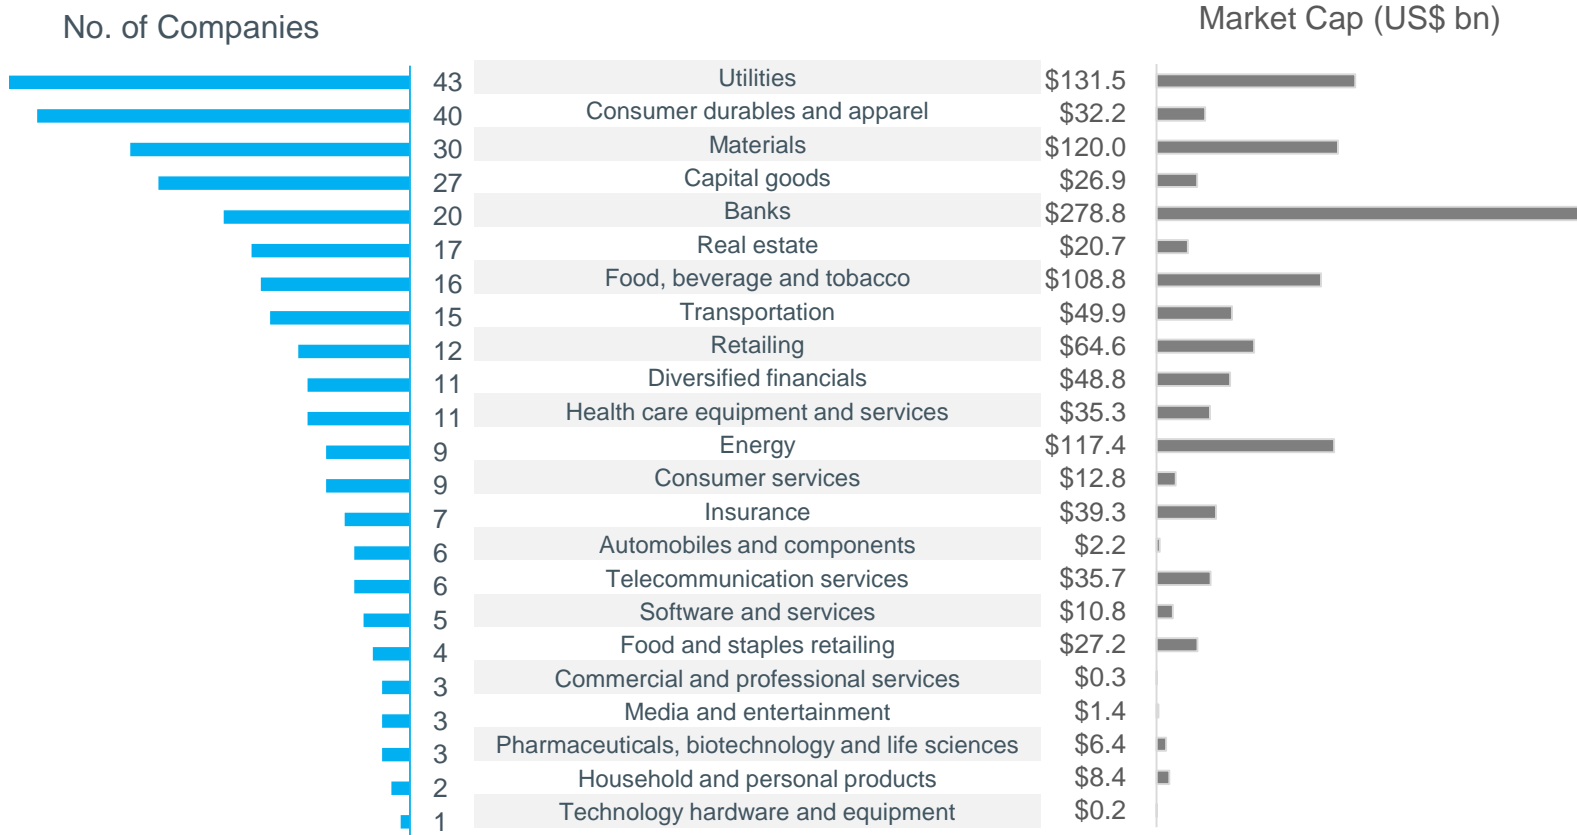 No. of Companies
Market Cap (US$ bn)
43 Utilities $131.5
40 Consumer durables and apparel $32.2
30 Materials $120.0
27 Capital goods $26.9
20 Banks $278.8
17 Real estate $20.7
16 Food, beverage and tobacco $108.8
15 Transportation $49.9
12 Retailing $64.6
11 Diversified financials $48.8
11 Health care equipment and services $35.3
9 Energy $117.4
9 Consumer services $12.8
7 Insurance $39.3
6 Automobiles and components $2.2
6 Telecommunication services $35.7
5 Software and services $10.8
4 Food and staples retailing $27.2
3 Commercial and professional services $0.3
3 Media and entertainment $1.4
3 Pharmaceuticals, biotechnology and life sciences $6.4
2 Household and personal products $8.4
1 Technology hardware and equipment $0.2